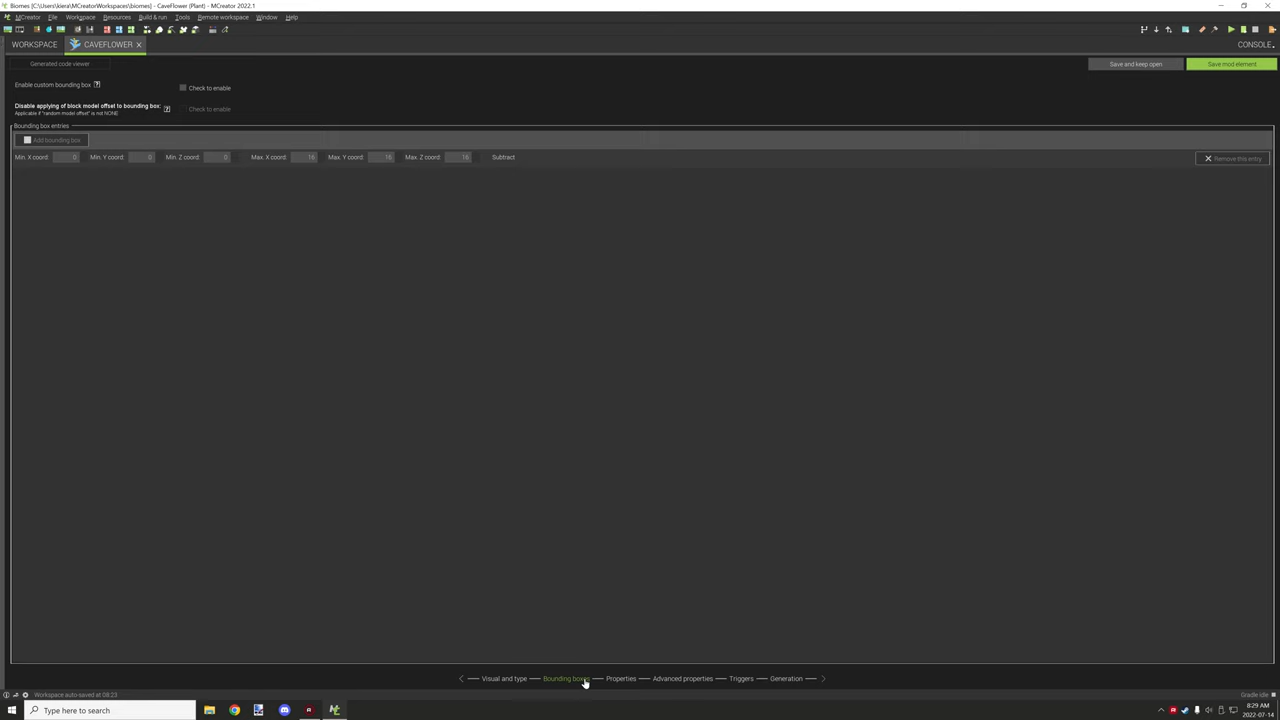 Biomes [C:\Users\kiera\MCreatorWorkspaces\biomes] - CaveFlower (Plant) - MCreator 2022.1
MCreator File Workspace Resources Build & run Tools Remote workspace Window Help
WORKSPACE CAVEFLOWER × CONSOLE
Generated code viewer Save and keep open Save mod element
Enable custom bounding box ? Check to enable
Disable applying of block model offset to bounding box: ? Check to enable
Applicable if "random model offset" is not NONE
Bounding box entries
Add bounding box
Min. X coord: 0 Min. Y coord: 0 Min. Z coord: 0 Max. X coord: 16 Max. Y coord: 16 Max. Z coord: 16 Subtract Remove this entry
Visual and type Bounding boxes Properties Advanced properties Triggers Generation
Workspace auto-saved at 08:23 Gradle idle
Type here to search 8:29 AM
2022-07-14